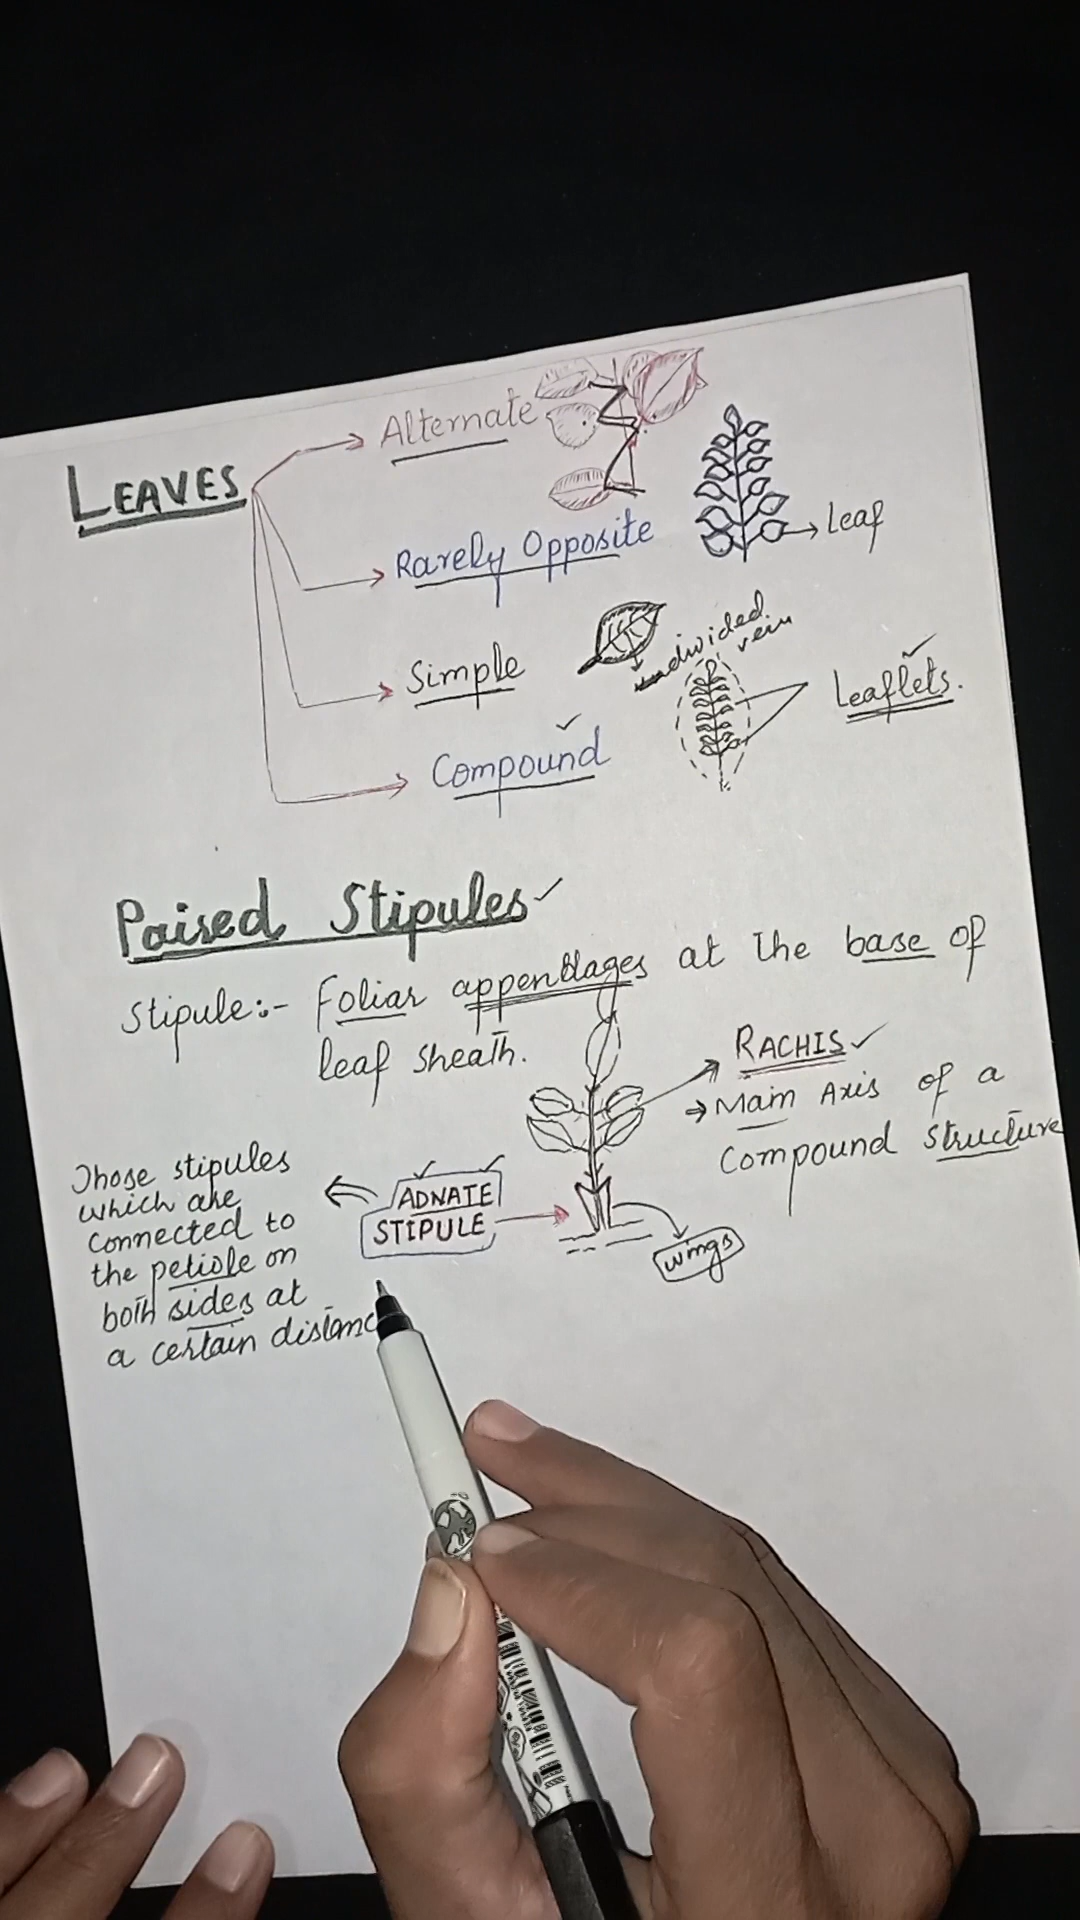 LEAVES
Alternate
Rarely Opposite
Leaf
Simple
undivided
vein
Leaflets.
Compound
Paired Stipules
Stipule:- Foliar appendages at the base of
leaf sheath.
RACHIS
Main Axis of a
Compound structure
Those stipules
which are
connected to
the petiole on
both sides at
a certain distanc
ADNATE
STIPULE
wings